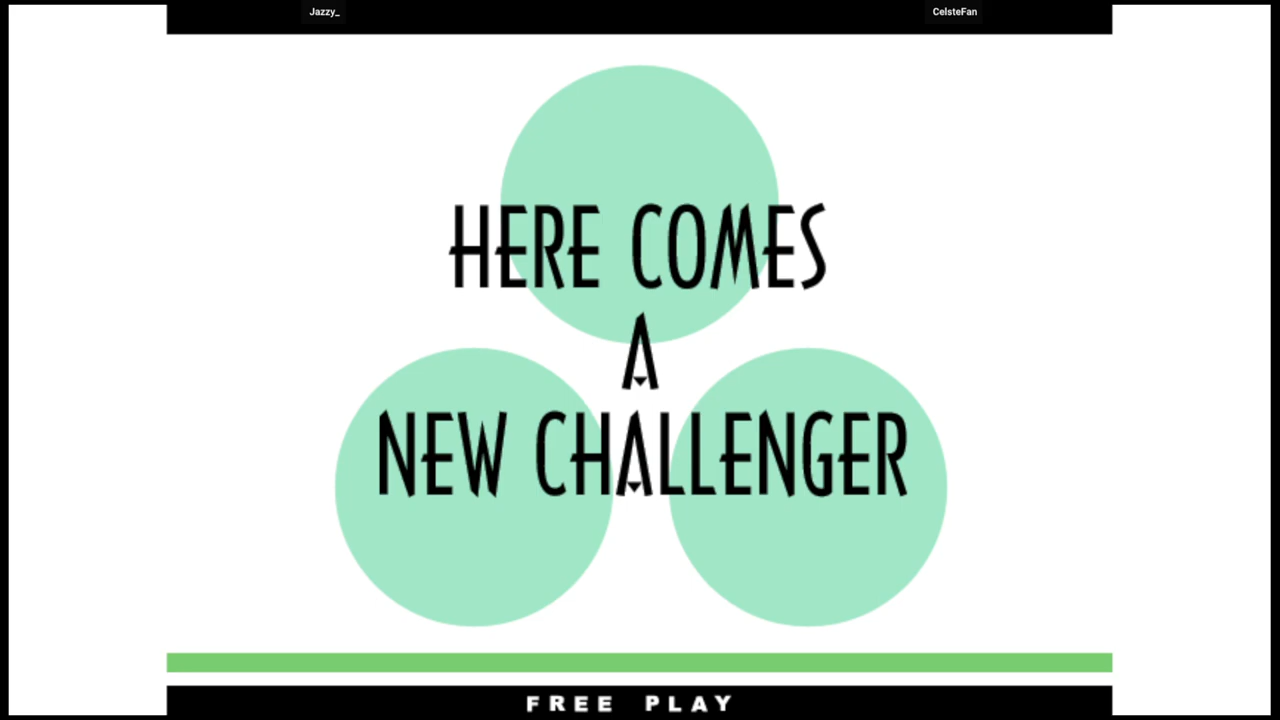 Jazzy_ CelsteFan
HERE COMES
A
NEW CHALLENGER
FREE PLAY